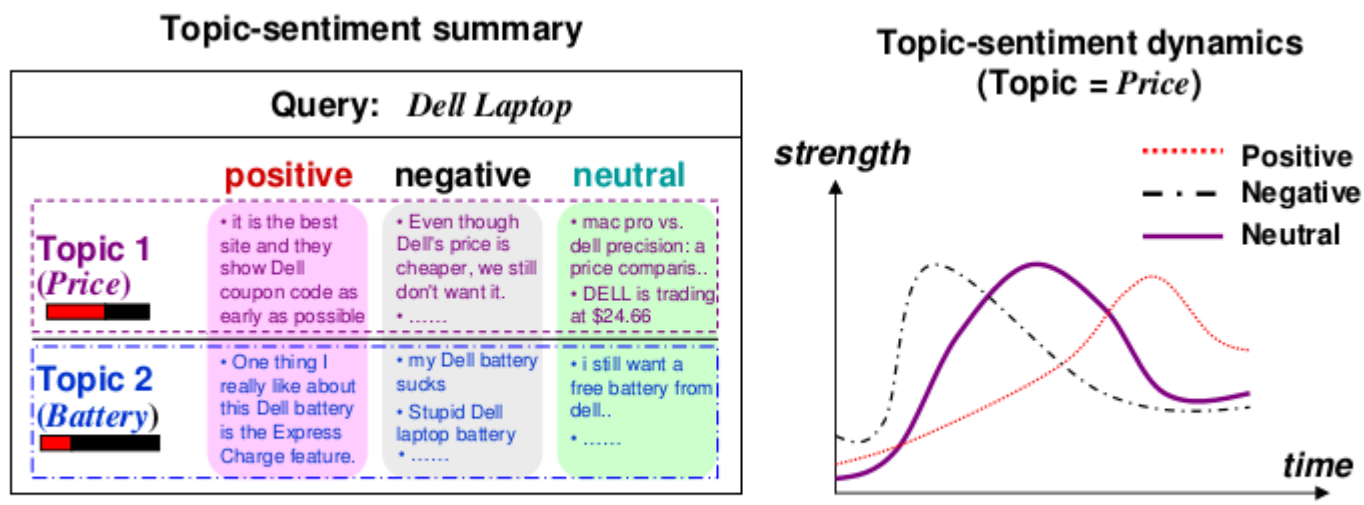 Topic-sentiment summary
Query: Dell Laptop
positive negative neutral
Topic 1
(Price)
• it is the best
site and they
show Dell
coupon code as
early as possible
• Even though
Dell's price is
cheaper, we still
don't want it.
• ......
• mac pro vs.
dell precision: a
price comparis..
• DELL is trading
at $24.66
Topic 2
(Battery)
• One thing I
really like about
this Dell battery
is the Express
Charge feature.
• my Dell battery
sucks
• Stupid Dell
laptop battery
• ......
• i still want a
free battery from
dell..
• ......
Topic-sentiment dynamics
(Topic = Price)
strength
Positive
Negative
Neutral
time